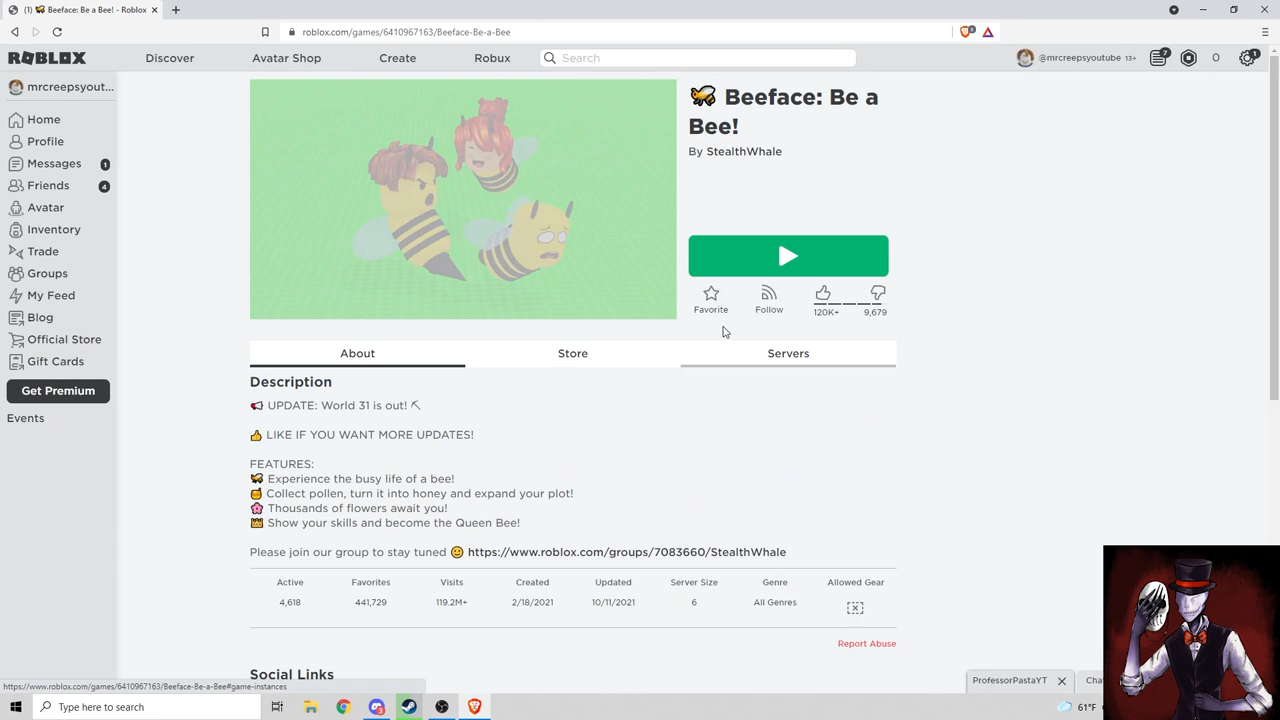 (1) 🐝 Beeface: Be a Bee! - Roblox
roblox.com/games/6410967163/Beeface-Be-a-Bee
ROBLOX
Discover
Avatar Shop
Create
Robux
Search
@mrcreepsyoutube 13+
7
0
1
mrcreepsyout...
Home
Profile
Messages 1
Friends 4
Avatar
Inventory
Trade
Groups
My Feed
Blog
Official Store
Gift Cards
Get Premium
Events
🐝 Beeface: Be a
Bee!
By StealthWhale
Favorite
Follow
120K+
9,679
About
Store
Servers
Description
📢 UPDATE: World 31 is out! ⛏
👍 LIKE IF YOU WANT MORE UPDATES!
FEATURES:
🐝 Experience the busy life of a bee!
🍯 Collect pollen, turn it into honey and expand your plot!
🌸 Thousands of flowers await you!
👑 Show your skills and become the Queen Bee!
Please join our group to stay tuned 🙂 https://www.roblox.com/groups/7083660/StealthWhale
Active Favorites Visits Created Updated Server Size Genre Allowed Gear
4,618 441,729 119.2M+ 2/18/2021 10/11/2021 6 All Genres
Report Abuse
Social Links
ProfessorPastaYT
Cha
https://www.roblox.com/games/6410967163/Beeface-Be-a-Bee#game-instances
Type here to search
61°F